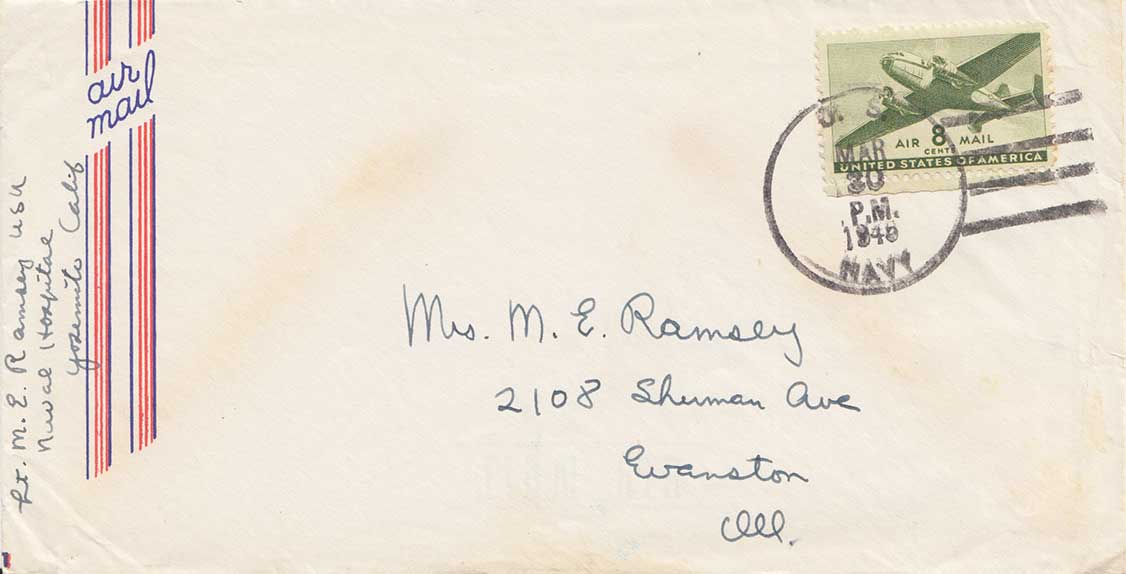 air
mail
Lt. M. E. Ramsey USN
Naval Hospital
Yosemite Calif
AIR 8 MAIL
CENTS
UNITED STATES OF AMERICA
U. S.
MAR
30
P.M.
NAVY
Mrs. M. E. Ramsey
2108 Sherman Ave
Evanston
Ill.